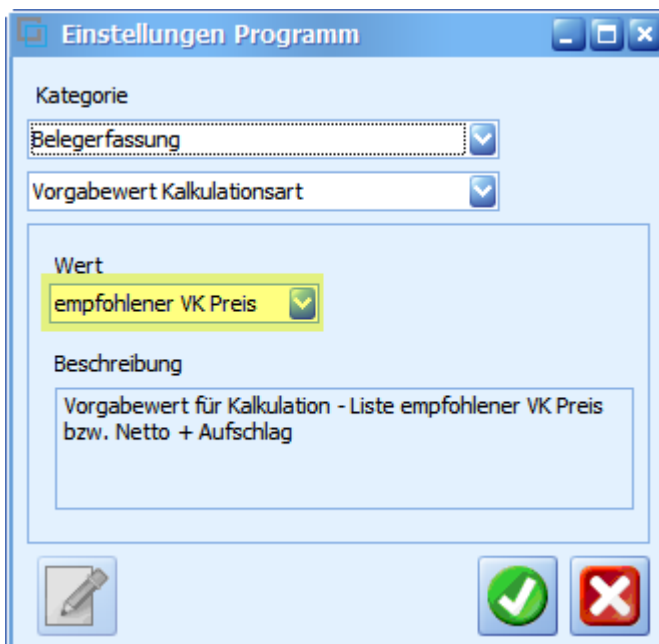 Einstellungen Programm
Kategorie
Belegerfassung
Vorgabewert Kalkulationsart
Wert
empfohlener VK Preis
Beschreibung
Vorgabewert für Kalkulation - Liste empfohlener VK Preis
bzw. Netto + Aufschlag